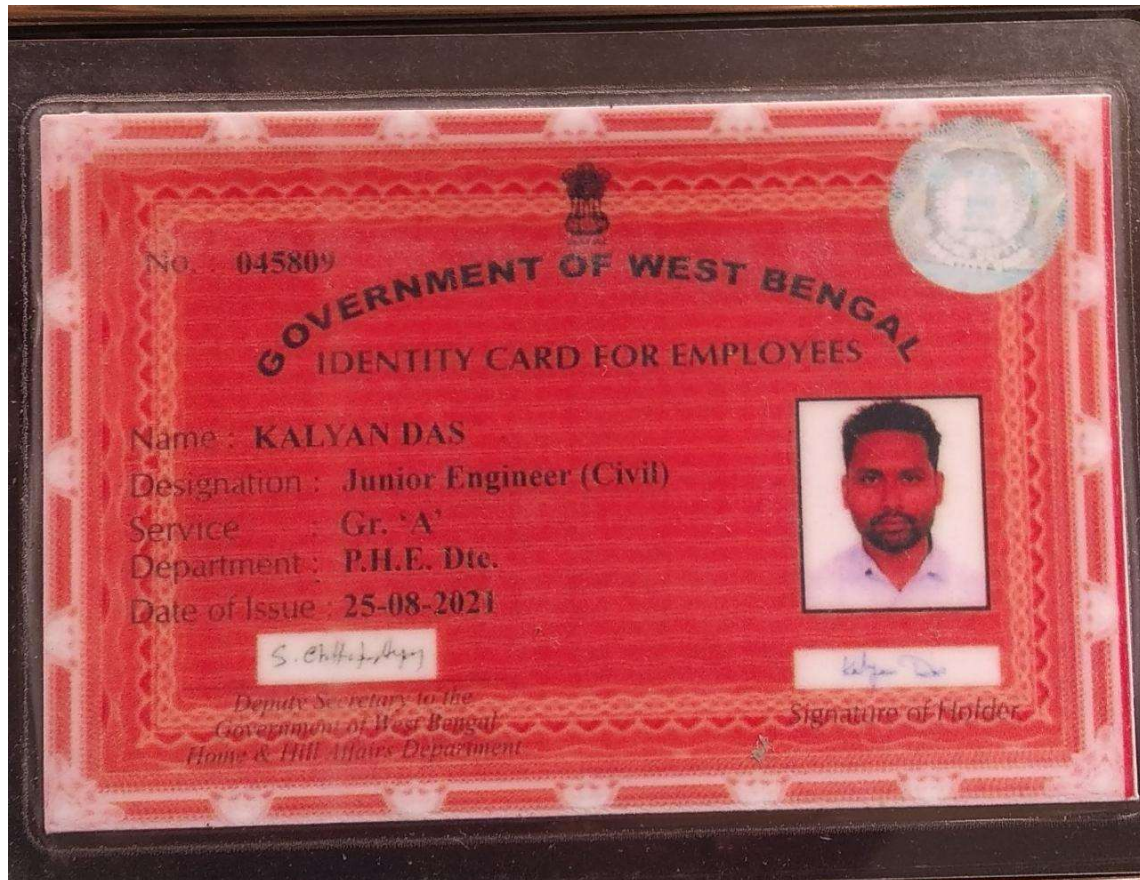 No. 045809
GOVERNMENT OF WEST BENGAL
IDENTITY CARD FOR EMPLOYEES
Name : KALYAN DAS
Designation : Junior Engineer (Civil)
Service : Gr. ‘A’
Department : P.H.E. Dte.
Date of Issue : 25-08-2021
Deputy Secretary to the
Government of West Bengal
Home & Hill Affairs Department
Kalyan Das
Signature of Holder